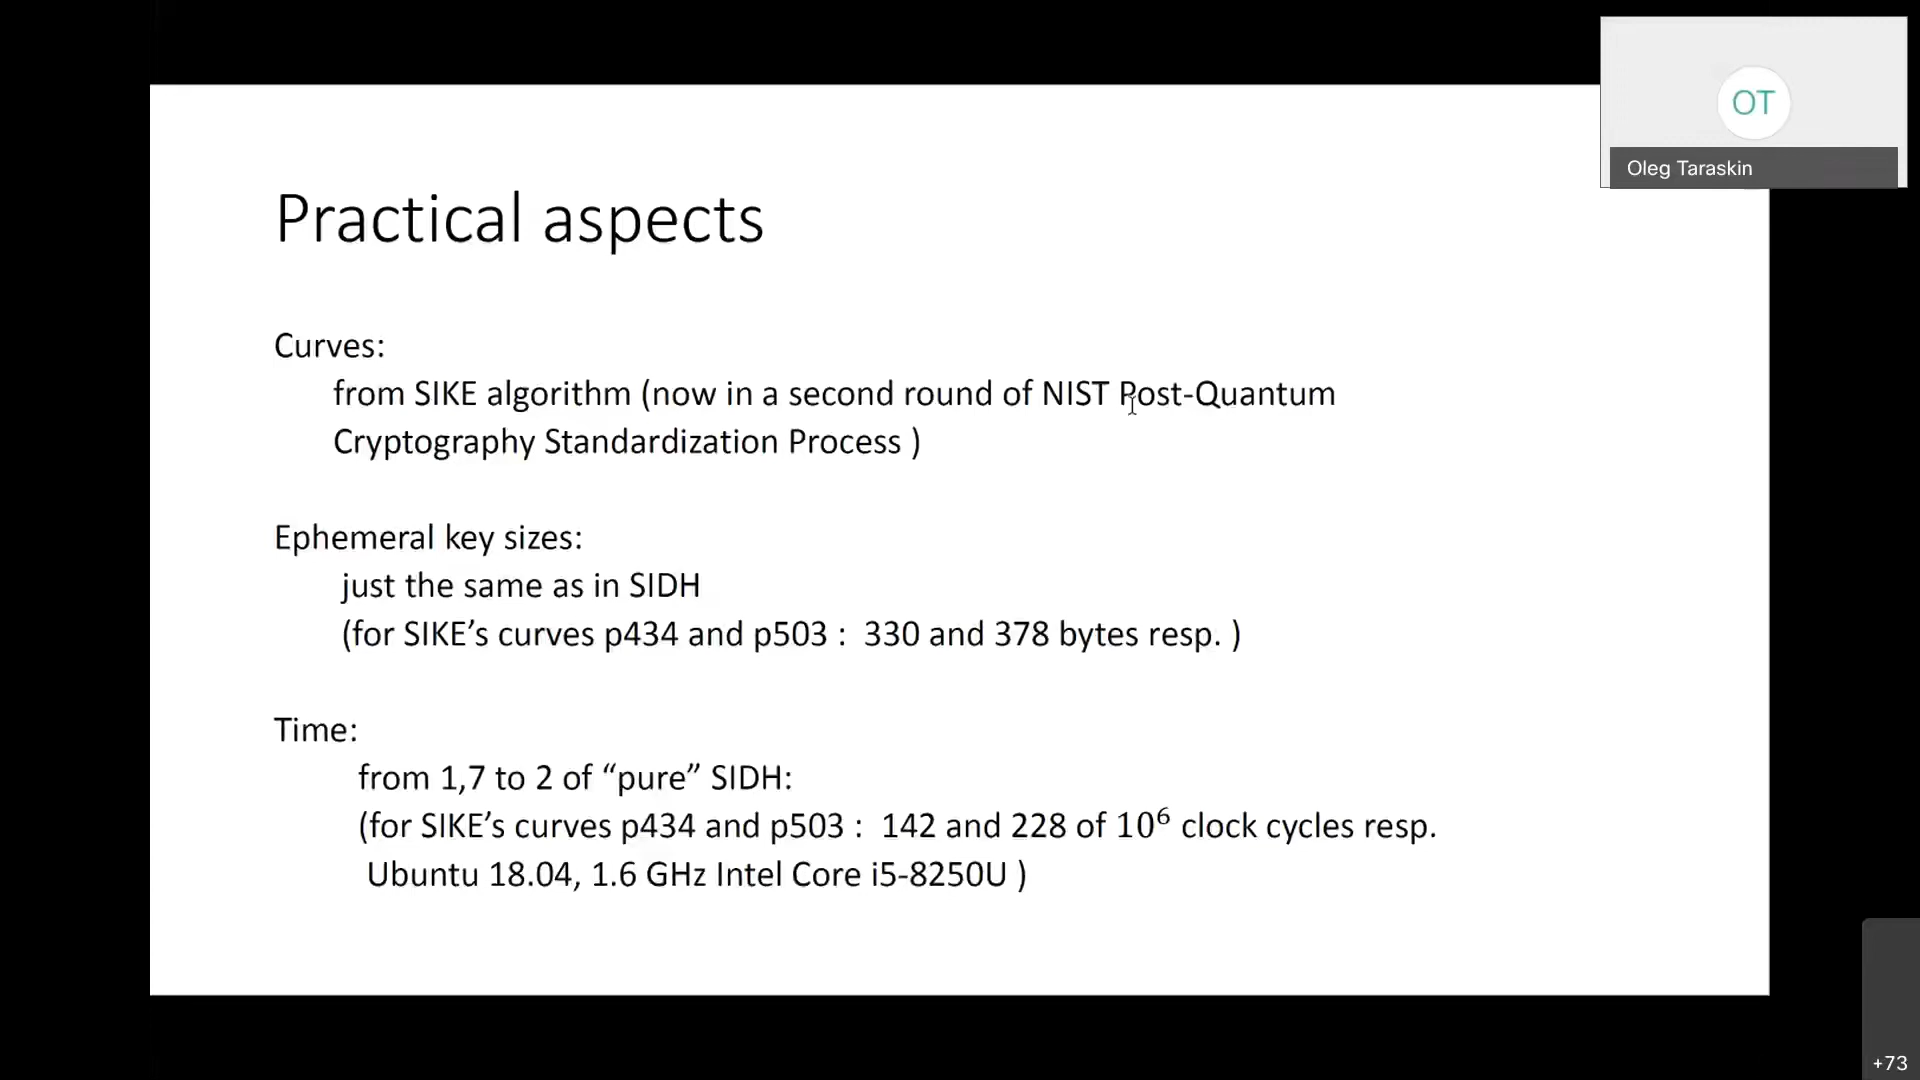 OT
Oleg Taraskin
Practical aspects
Curves:
from SIKE algorithm (now in a second round of NIST Post-Quantum
Cryptography Standardization Process )
Ephemeral key sizes:
just the same as in SIDH
(for SIKE’s curves p434 and p503 :  330 and 378 bytes resp. )
Time:
from 1,7 to 2 of “pure” SIDH:
(for SIKE’s curves p434 and p503 :  142 and 228 of 10⁶ clock cycles resp.
Ubuntu 18.04, 1.6 GHz Intel Core i5-8250U )
+73